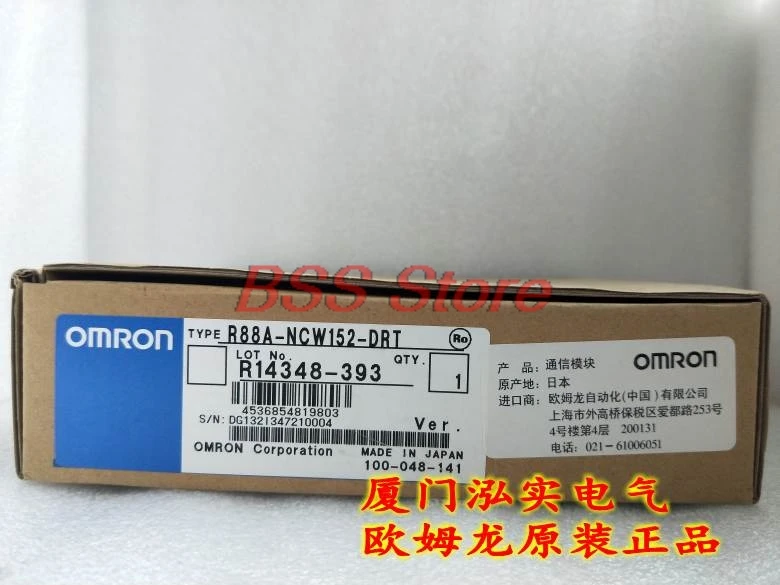 BSS Store
OMRON
TYPE R88A-NCW152-DRT
Ro
LOT No. QTY.
R14348-393 1
4536854819803
S/N: DG1321347210004 Ver.
OMRON Corporation MADE IN JAPAN
100-048-141
产 品: 通信模块 OMRON
原产地: 日本
进口商: 欧姆龙自动化(中国)有限公司
上海市外高桥保税区爱都路253号
4号楼第4层 200131
电话: 021-61006051
厦门泓实电气
欧姆龙原装正品